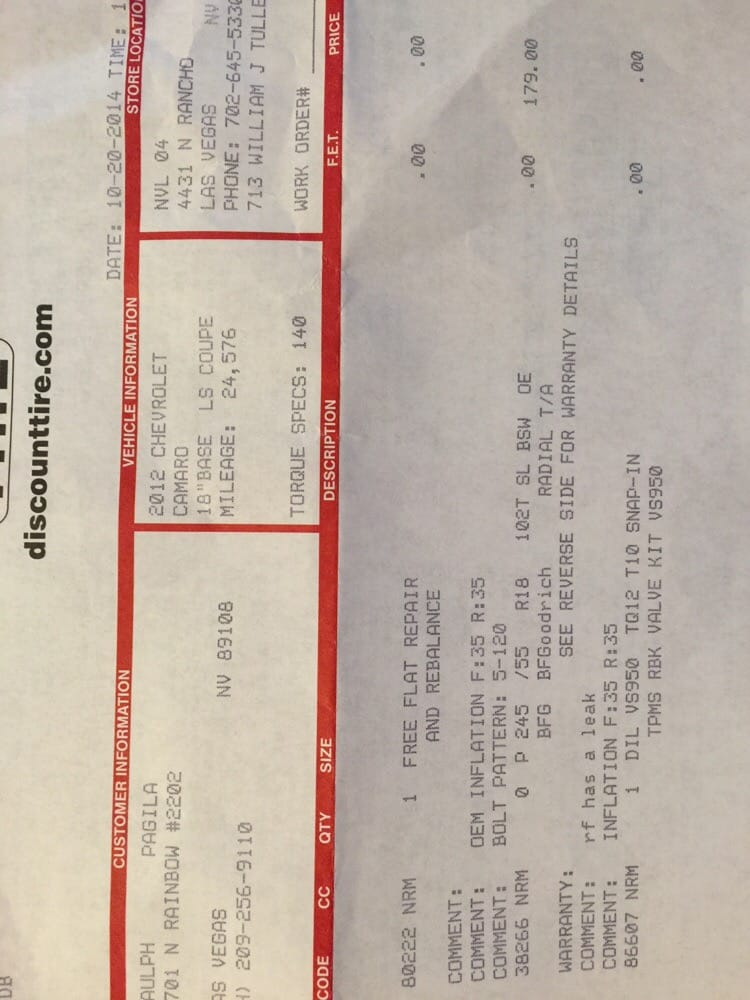 discounttire.com
DATE: 10-20-2014 TIME: 1
CUSTOMER INFORMATION VEHICLE INFORMATION STORE LOCATIO
AULPH PAGILA
701 N RAINBOW #2202
AS VEGAS NV 89108
H) 209-256-9110
2012 CHEVROLET
CAMARO
18"BASE LS COUPE
MILEAGE: 24,576
TORQUE SPECS: 140
NVL 04
4431 N RANCHO
LAS VEGAS NV
PHONE: 702-645-5330
713 WILLIAM J TULLE
WORK ORDER#
CODE CC QTY SIZE DESCRIPTION F.E.T. PRICE
80222 NRM 1 FREE FLAT REPAIR .00 .00
AND REBALANCE
COMMENT:
COMMENT: OEM INFLATION F:35 R:35
COMMENT: BOLT PATTERN: 5-120
38266 NRM 0 P 245 /55 R18 102T SL BSW OE .00 179.00
BFG BFGoodrich RADIAL T/A
WARRANTY: SEE REVERSE SIDE FOR WARRANTY DETAILS
COMMENT: rf has a leak
COMMENT: INFLATION F:35 R:35
86607 NRM 1 DIL VS950 TQ12 T10 SNAP-IN .00 .00
TPMS RBK VALVE KIT VS950
DB